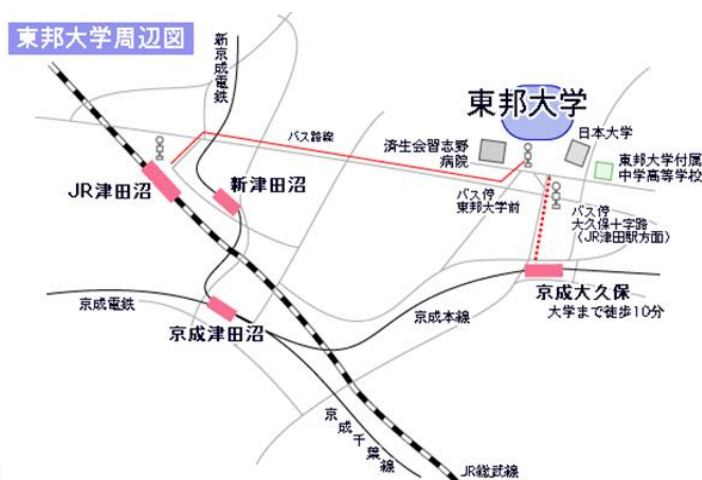 東邦大学周辺図
新京成電鉄
東邦大学
バス路線
済生会習志野
病院
日本大学
東邦大学付属
中学高等学校
JR津田沼
新津田沼
バス停
東邦大学前
バス停
大久保十字路
(JR津田駅方面)
京成電鉄
京成津田沼
京成本線
京成大久保
大学まで徒歩10分
京成千葉線
JR総武線